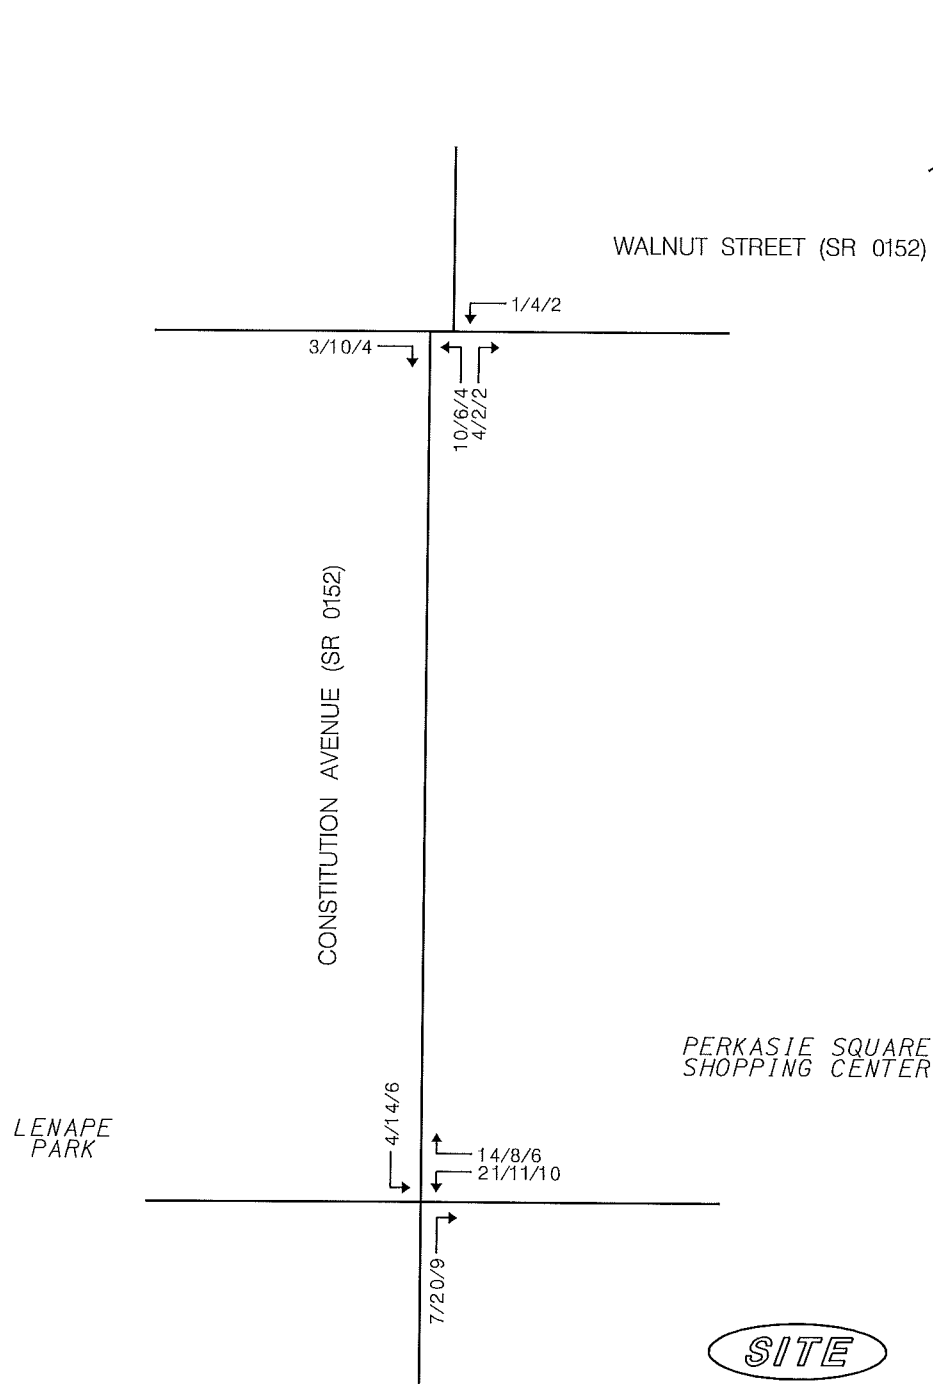 WALNUT STREET (SR 0152)
1/4/2
3/10/4
10/6/4
4/2/2
CONSTITUTION AVENUE (SR 0152)
PERKASIE SQUARE
SHOPPING CENTER
LENAPE
PARK
4/14/6
14/8/6
21/11/10
7/20/9
SITE